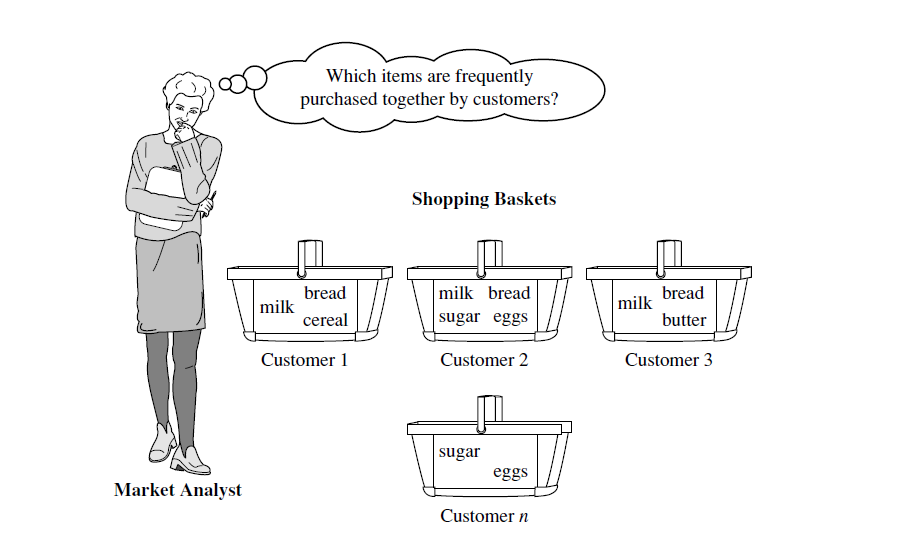 Which items are frequently
purchased together by customers?
Shopping Baskets
milk bread
cereal
Customer 1
milk bread
sugar eggs
Customer 2
milk bread
butter
Customer 3
sugar
eggs
Customer n
Market Analyst